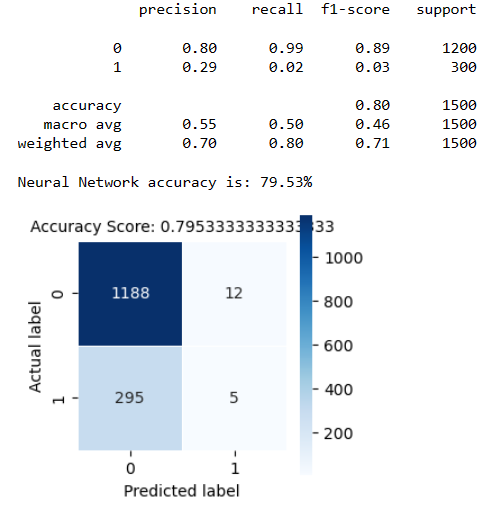 precision recall f1-score support
0 0.80 0.99 0.89 1200
1 0.29 0.02 0.03 300
accuracy 0.80 1500
macro avg 0.55 0.50 0.46 1500
weighted avg 0.70 0.80 0.71 1500
Neural Network accuracy is: 79.53%
Accuracy Score: 0.7953333333333333
1000
800
600
400
200
0 1188 12
1 295 5
0 1
Actual label
Predicted label